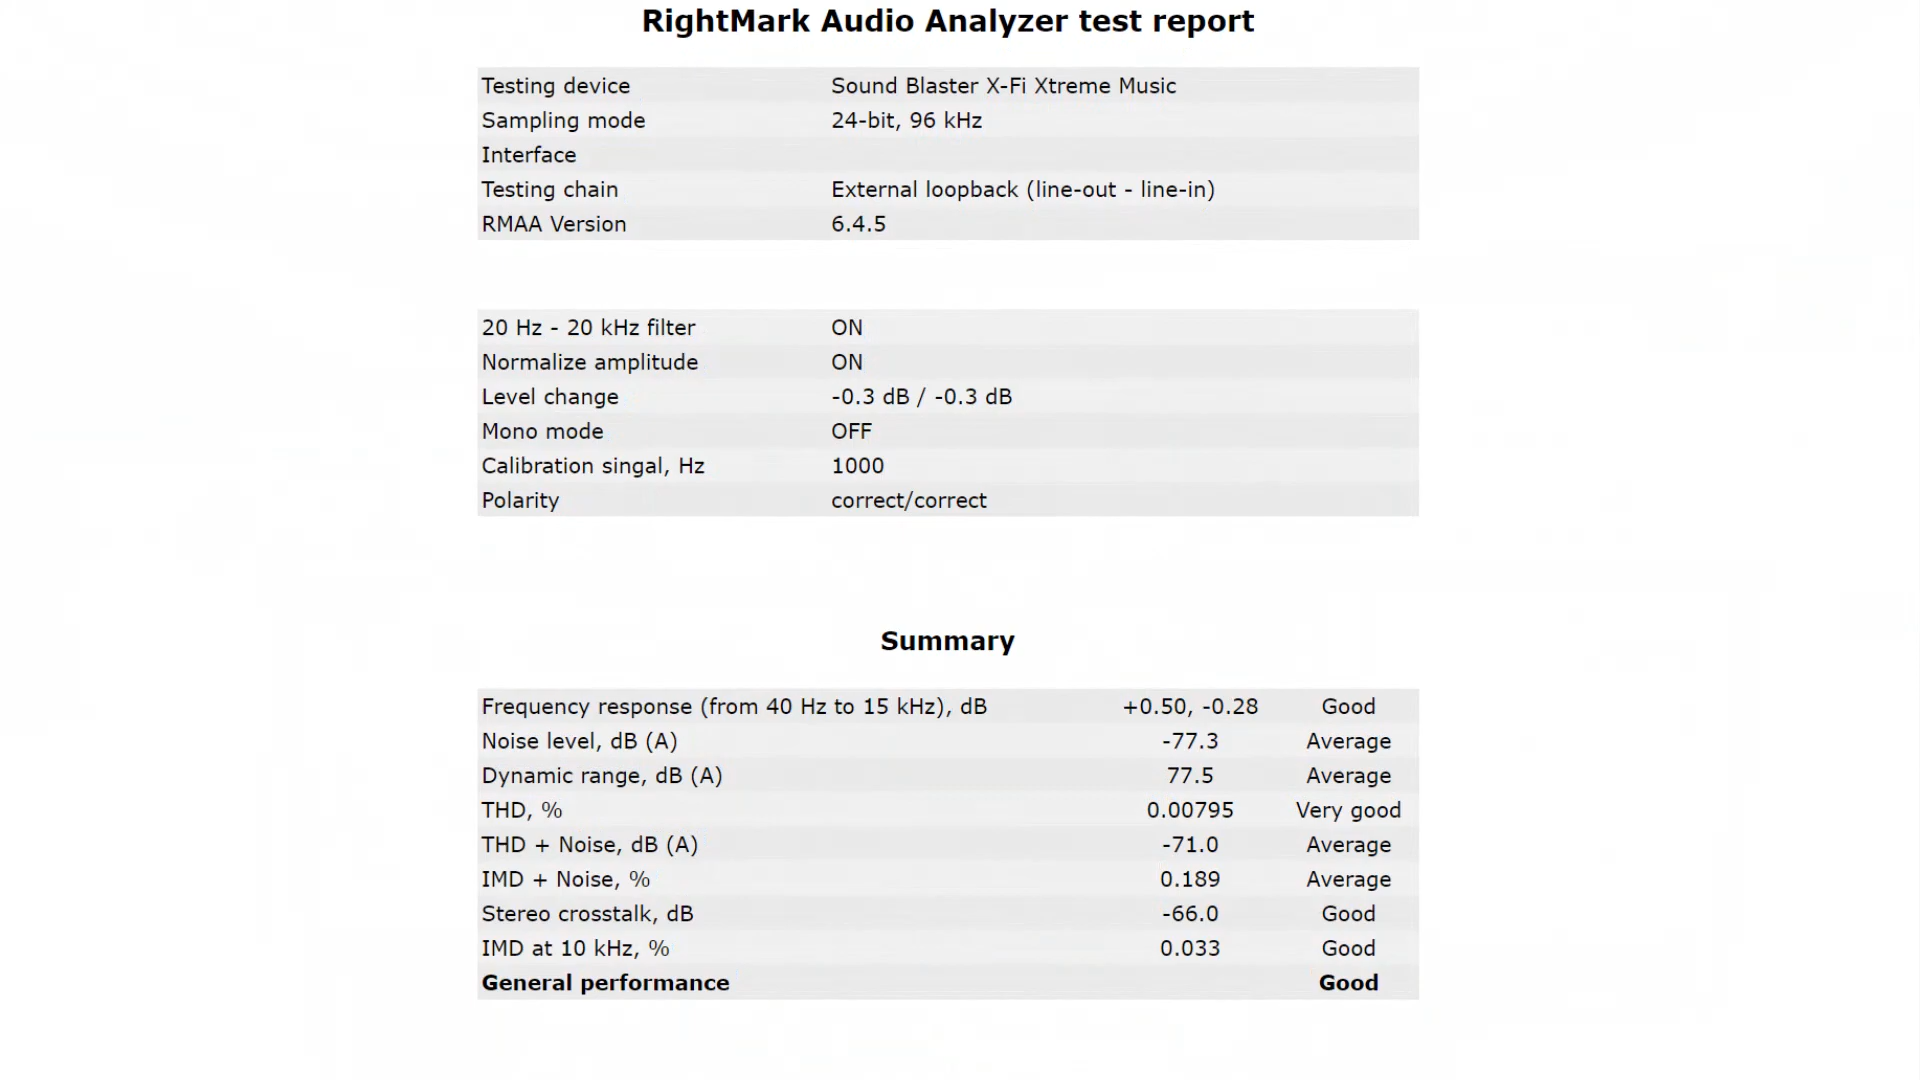 RightMark Audio Analyzer test report
Testing device Sound Blaster X-Fi Xtreme Music
Sampling mode 24-bit, 96 kHz
Interface
Testing chain External loopback (line-out - line-in)
RMAA Version 6.4.5
20 Hz - 20 kHz filter ON
Normalize amplitude ON
Level change -0.3 dB / -0.3 dB
Mono mode OFF
Calibration singal, Hz 1000
Polarity correct/correct
Summary
Frequency response (from 40 Hz to 15 kHz), dB +0.50, -0.28 Good
Noise level, dB (A) -77.3 Average
Dynamic range, dB (A) 77.5 Average
THD, % 0.00795 Very good
THD + Noise, dB (A) -71.0 Average
IMD + Noise, % 0.189 Average
Stereo crosstalk, dB -66.0 Good
IMD at 10 kHz, % 0.033 Good
General performance Good